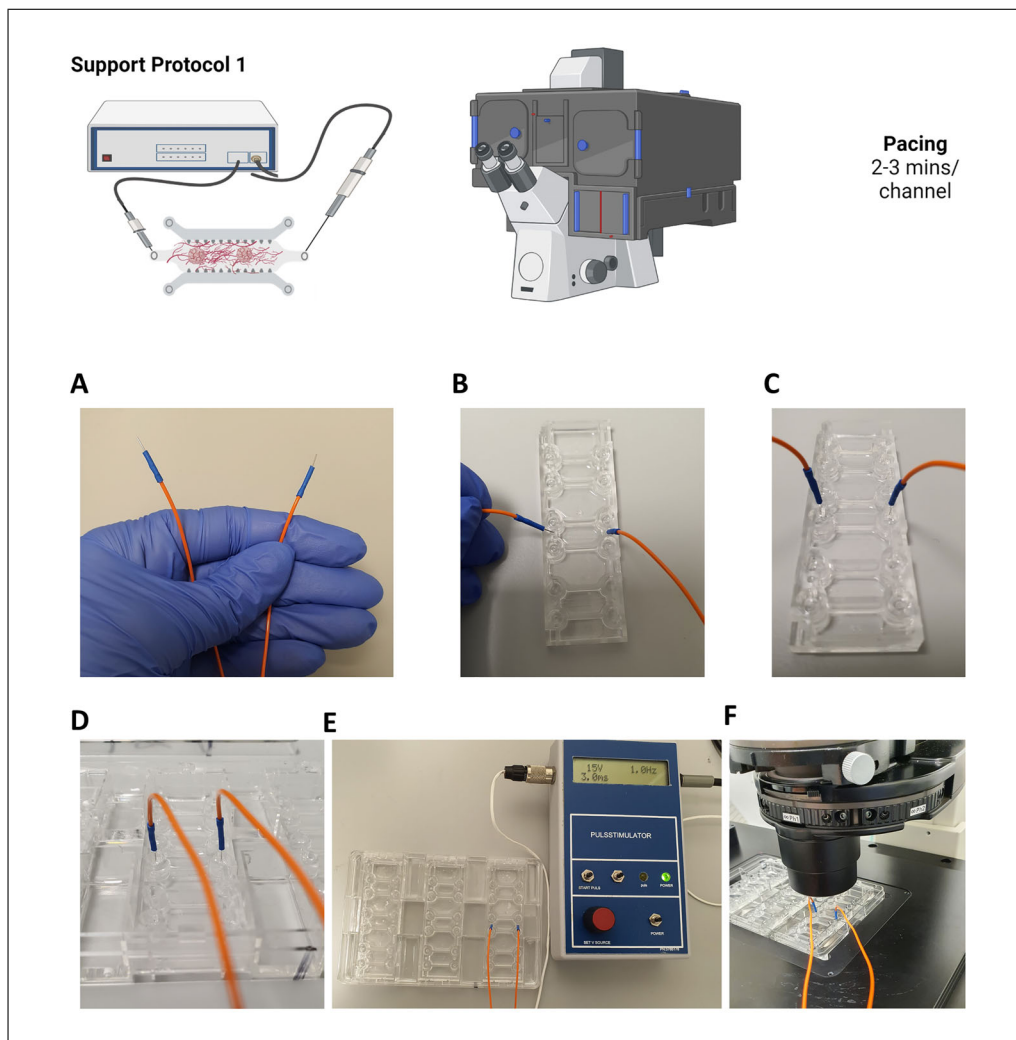 Support Protocol 1
Pacing
2-3 mins/
channel
A
B
C
D
E
F
15V 1.0Hz
3.0ms
PULSSTIMULATOR
START PULS
POWER
SET V SOURCE
POWER